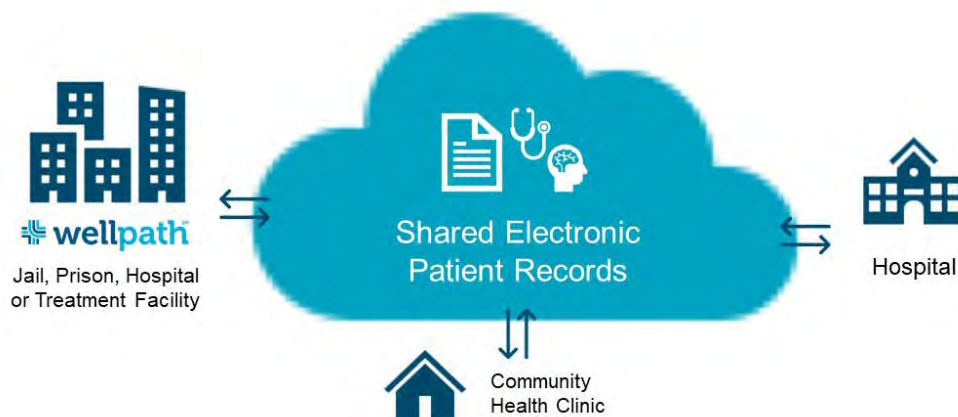 Shared Electronic
Patient Records
wellpath
Jail, Prison, Hospital
or Treatment Facility
Hospital
Community
Health Clinic